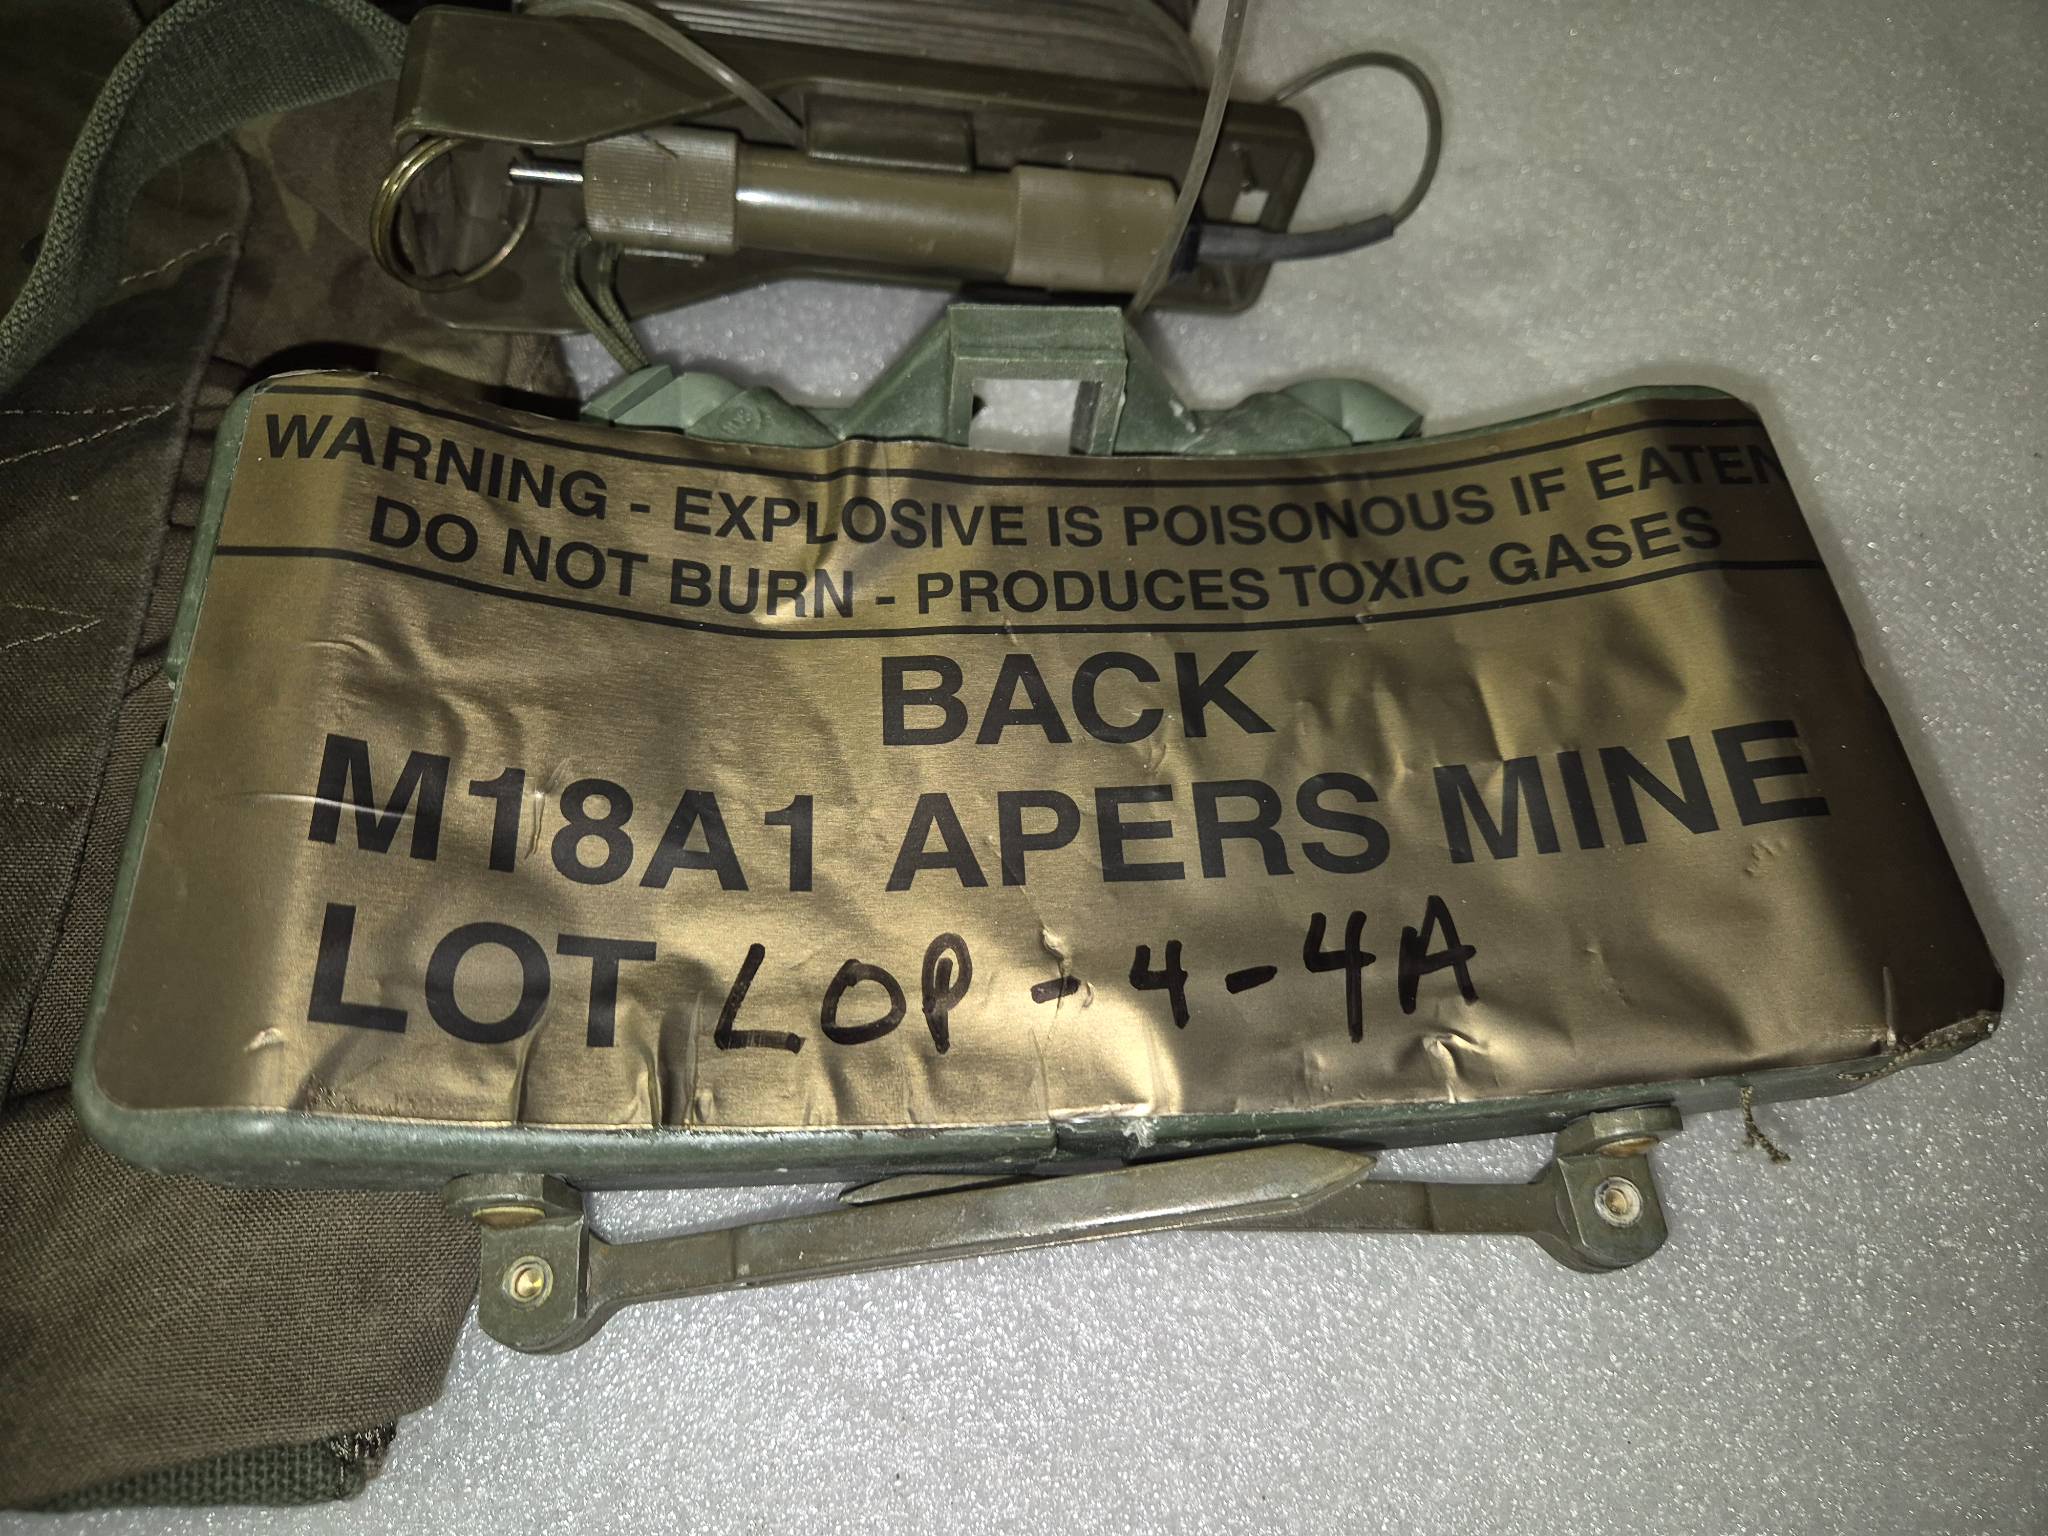 WARNING - EXPLOSIVE IS POISONOUS IF EATEN
DO NOT BURN - PRODUCES TOXIC GASES
BACK
M18A1 APERS MINE
LOT LOP-4-4A